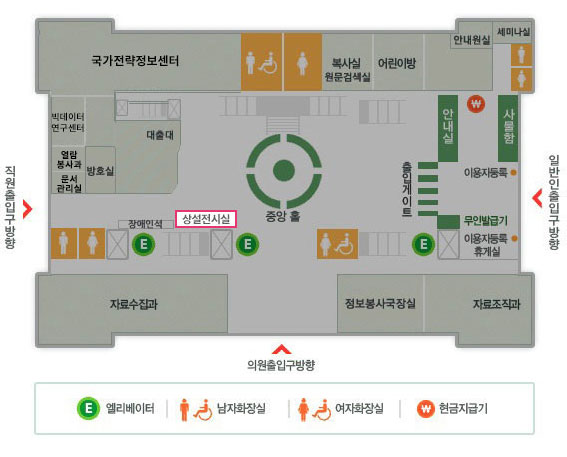 세미나실
안내원실
국가전략정보센터
복사실
원문검색실
어린이방
빅데이터
연구센터
대출대
안내실
사물함
열람
봉사과
방호실
문서
관리실
출입게이트
이용자등록
직원출입구방향
일반인출입구방향
상설전시실
중앙 홀
장애인석
무인발급기
이용자등록
휴게실
E
E
E
자료수집과
정보봉사국장실
자료조직과
의원출입구방향
E 엘리베이터
남자화장실
여자화장실
현금지급기